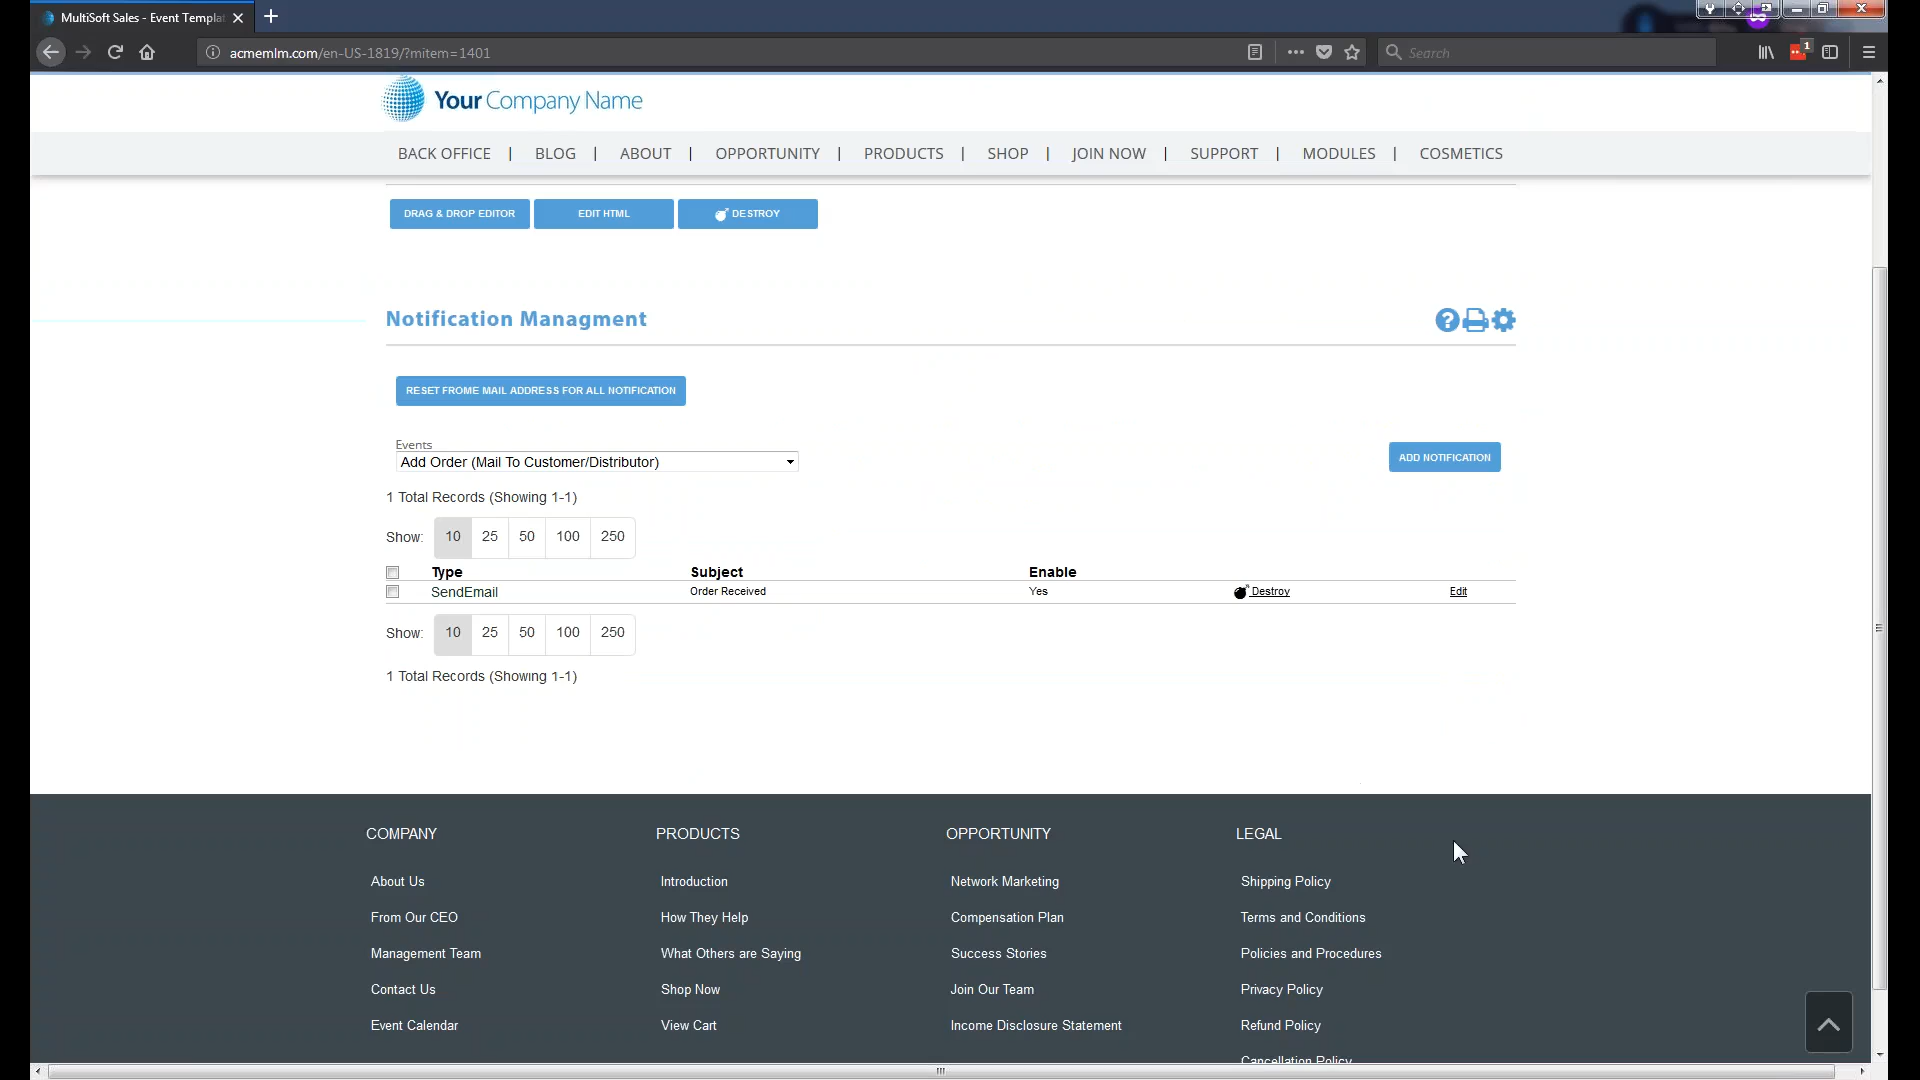 MultiSoft Sales - Event Templat
acmemlm.com/en-US-1819/?mitem=1401
Search
1
Your Company Name
BACK OFFICE | BLOG | ABOUT | OPPORTUNITY | PRODUCTS | SHOP | JOIN NOW | SUPPORT | MODULES | COSMETICS
DRAG & DROP EDITOR
EDIT HTML
DESTROY
Notification Managment
RESET FROME MAIL ADDRESS FOR ALL NOTIFICATION
Events
Add Order (Mail To Customer/Distributor)
ADD NOTIFICATION
1 Total Records (Showing 1-1)
Show: 10 25 50 100 250
Type Subject Enable
SendEmail Order Received Yes Destroy Edit
Show: 10 25 50 100 250
1 Total Records (Showing 1-1)
COMPANY PRODUCTS OPPORTUNITY LEGAL
About Us Introduction Network Marketing Shipping Policy
From Our CEO How They Help Compensation Plan Terms and Conditions
Management Team What Others are Saying Success Stories Policies and Procedures
Contact Us Shop Now Join Our Team Privacy Policy
Event Calendar View Cart Income Disclosure Statement Refund Policy
Cancellation Policy